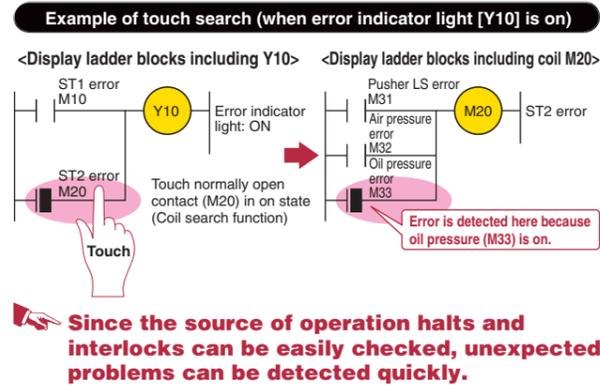 Example of touch search (when error indicator light [Y10] is on)
<Display ladder blocks including Y10>
ST1 error
M10
Y10
Error indicator
light: ON
ST2 error
M20
Touch
Touch normally open
contact (M20) in on state
(Coil search function)
<Display ladder blocks including coil M20>
Pusher LS error
M31
M20
ST2 error
Air pressure
error
M32
Oil pressure
error
M33
Error is detected here because
oil pressure (M33) is on.
Since the source of operation halts and
interlocks can be easily checked, unexpected
problems can be detected quickly.